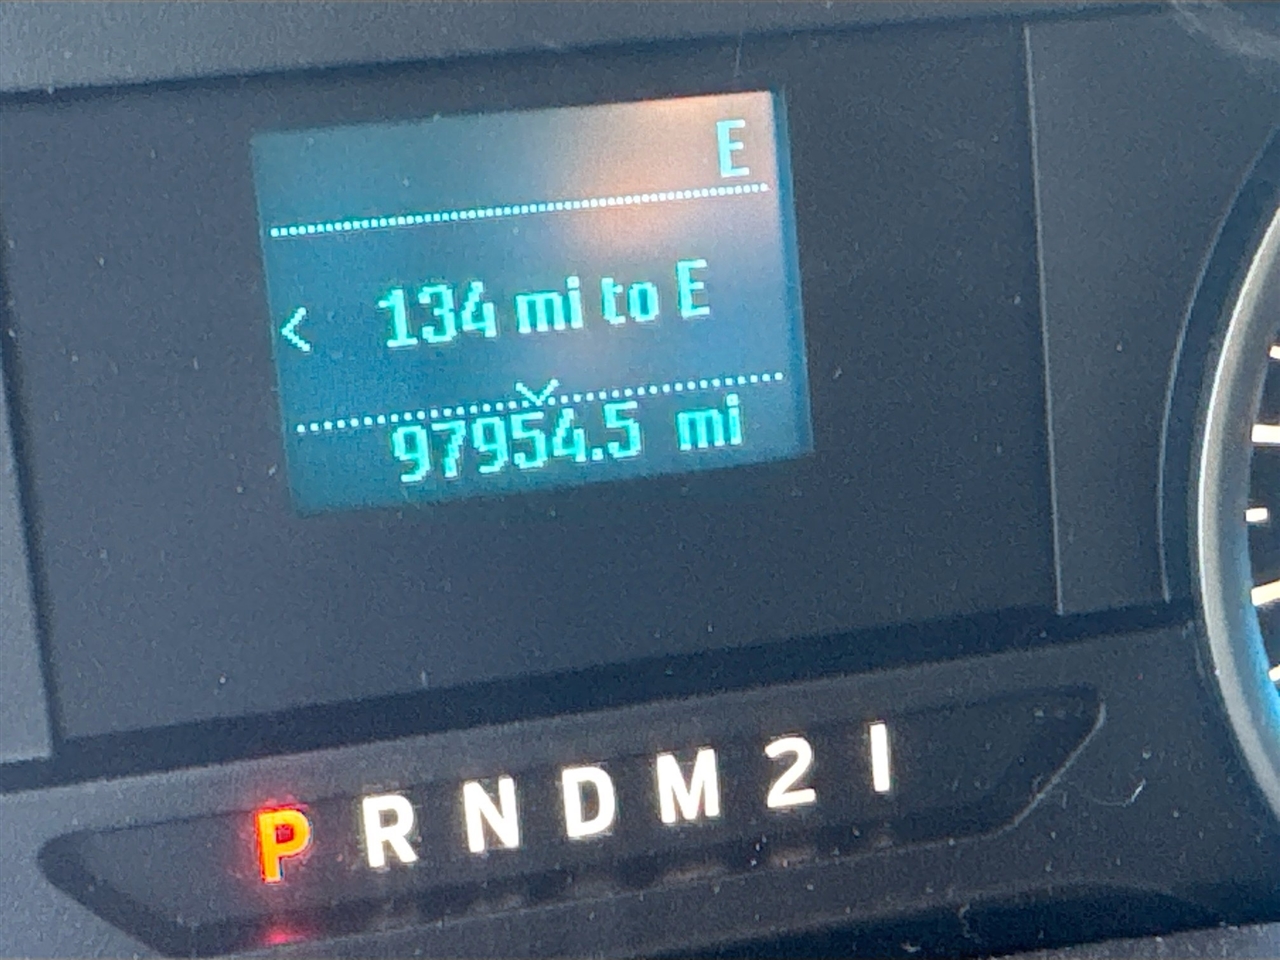 E
< 134 mi to E
97954.5 mi
P R N D M 2 1